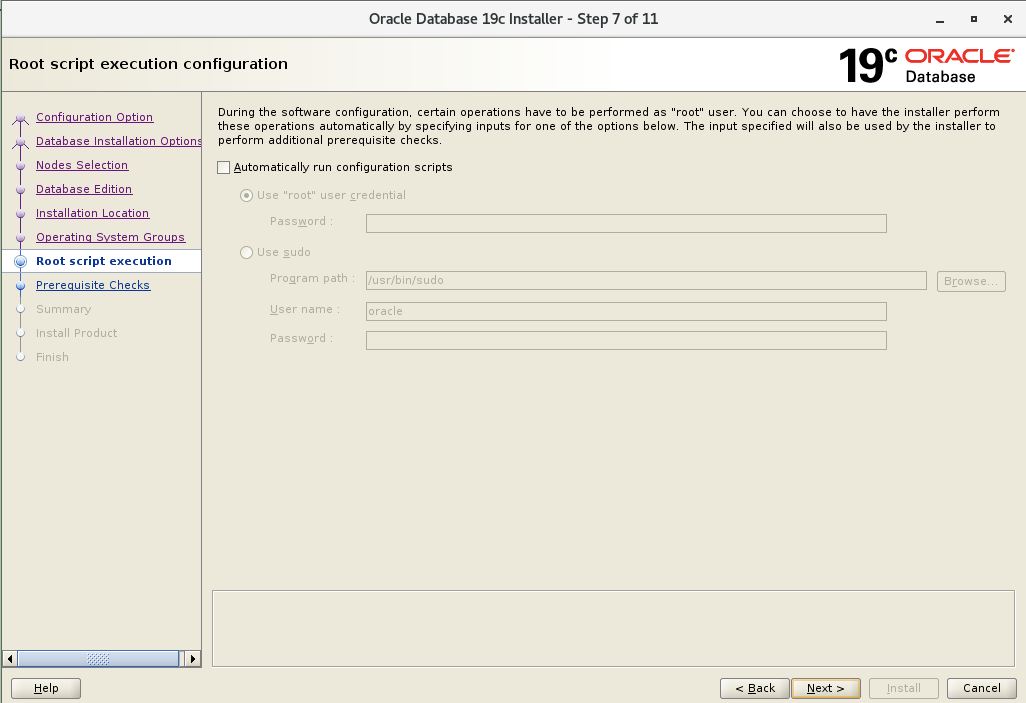 Oracle Database 19c Installer - Step 7 of 11
Root script execution configuration
19c ORACLE
Database
Configuration Option
Database Installation Options
Nodes Selection
Database Edition
Installation Location
Operating System Groups
Root script execution
Prerequisite Checks
Summary
Install Product
Finish
During the software configuration, certain operations have to be performed as "root" user. You can choose to have the installer perform
these operations automatically by specifying inputs for one of the options below. The input specified will also be used by the installer to
perform additional prerequisite checks.
Automatically run configuration scripts
Use "root" user credential
Password :
Use sudo
Program path : /usr/bin/sudo Browse...
User name : oracle
Password :
Help < Back Next > Install Cancel